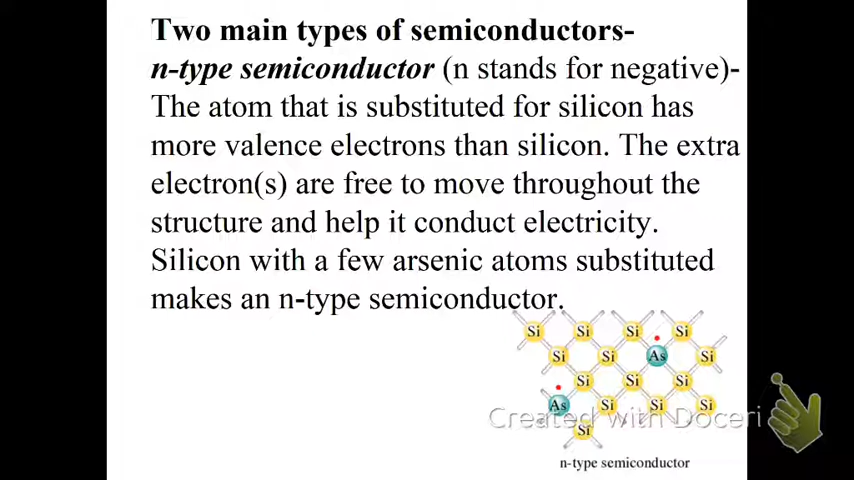 Two main types of semiconductors-
n-type semiconductor (n stands for negative)-
The atom that is substituted for silicon has
more valence electrons than silicon. The extra
electron(s) are free to move throughout the
structure and help it conduct electricity.
Silicon with a few arsenic atoms substituted
makes an n-type semiconductor.
Si Si Si Si
Si Si As Si
Si Si Si
As Si Si Si
Created with Doceri
Si
n-type semiconductor